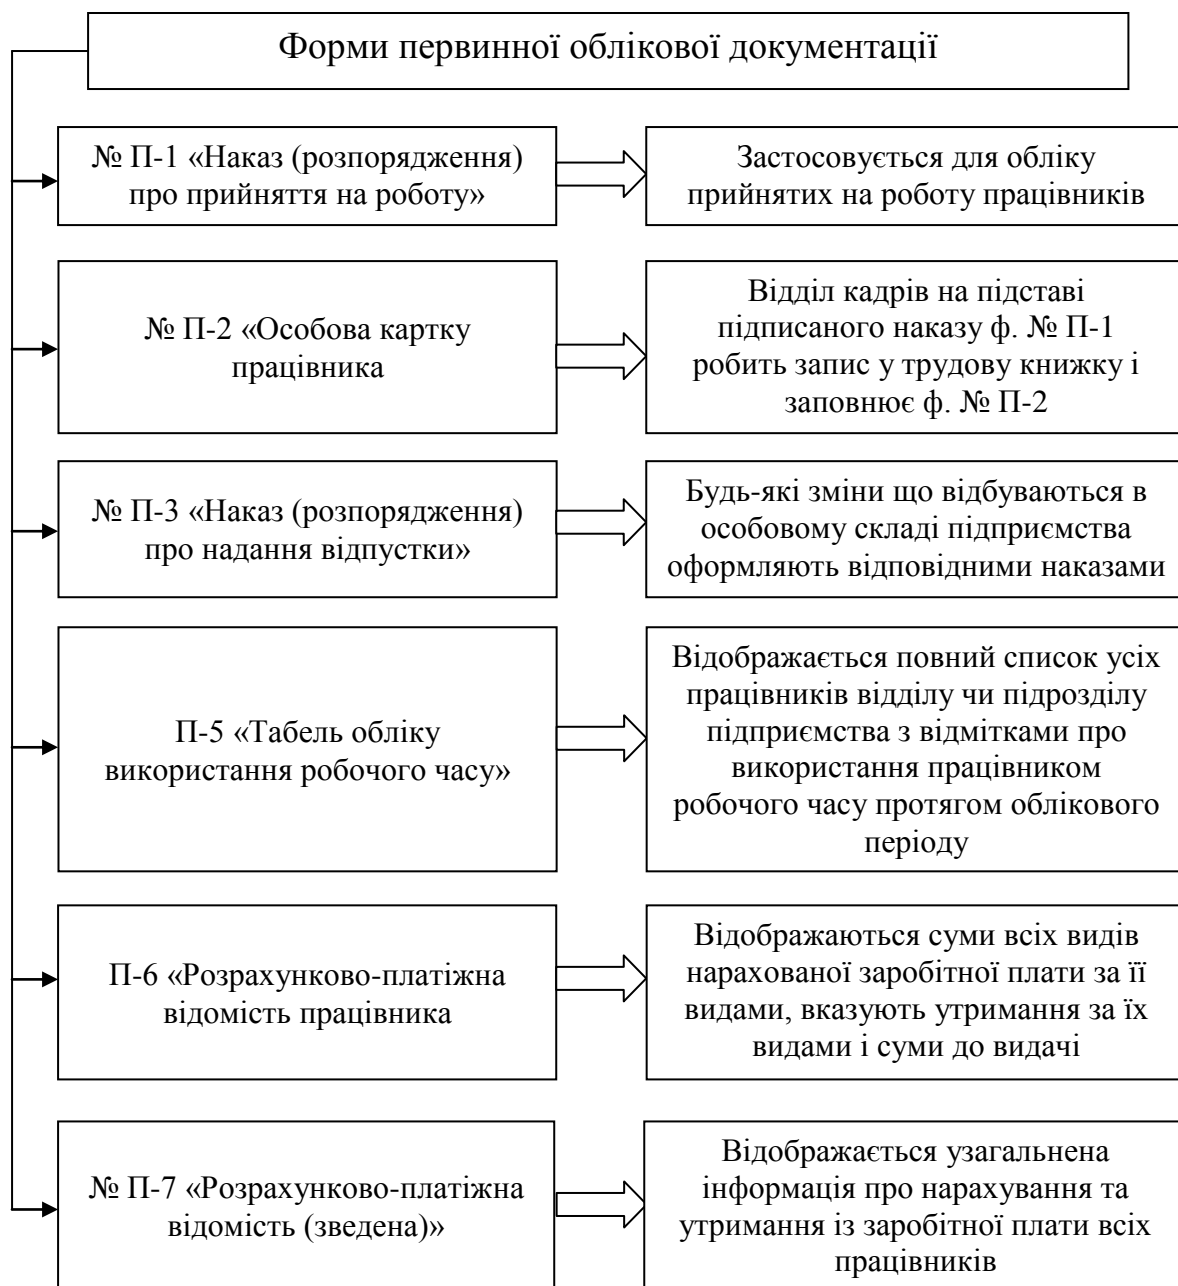 Форми первинної облікової документації
№ П-1 «Наказ (розпорядження)
про прийняття на роботу»
Застосовується для обліку
прийнятих на роботу працівників
№ П-2 «Особова картку
працівника
Відділ кадрів на підставі
підписаного наказу ф. № П-1
робить запис у трудову книжку і
заповнює ф. № П-2
№ П-3 «Наказ (розпорядження)
про надання відпустки»
Будь-які зміни що відбуваються в
особовому складі підприємства
оформляють відповідними наказами
П-5 «Табель обліку
використання робочого часу»
Відображається повний список усіх
працівників відділу чи підрозділу
підприємства з відмітками про
використання працівником
робочого часу протягом облікового
періоду
П-6 «Розрахунково-платіжна
відомість працівника
Відображаються суми всіх видів
нарахованої заробітної плати за її
видами, вказують утримання за їх
видами і суми до видачі
№ П-7 «Розрахунково-платіжна
відомість (зведена)»
Відображається узагальнена
інформація про нарахування та
утримання із заробітної плати всіх
працівників